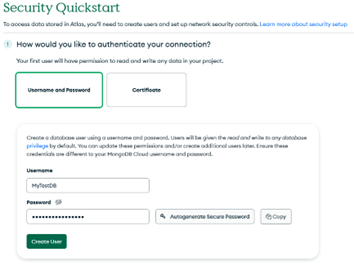 Security Quickstart
To access data stored in Atlas, you'll need to create users and set up network security controls. Learn more about security setup
1 How would you like to authenticate your connection?
Your first user will have permission to read and write any data in your project.
Username and Password
Certificate
Create a database user using a username and password. Users will be given the read and write to any database
privilege by default. You can update these permissions and/or create additional users later. Ensure these
credentials are different to your MongoDB Cloud username and password.
Username
MyTestDB
Password
Autogenerate Secure Password
Copy
Create User